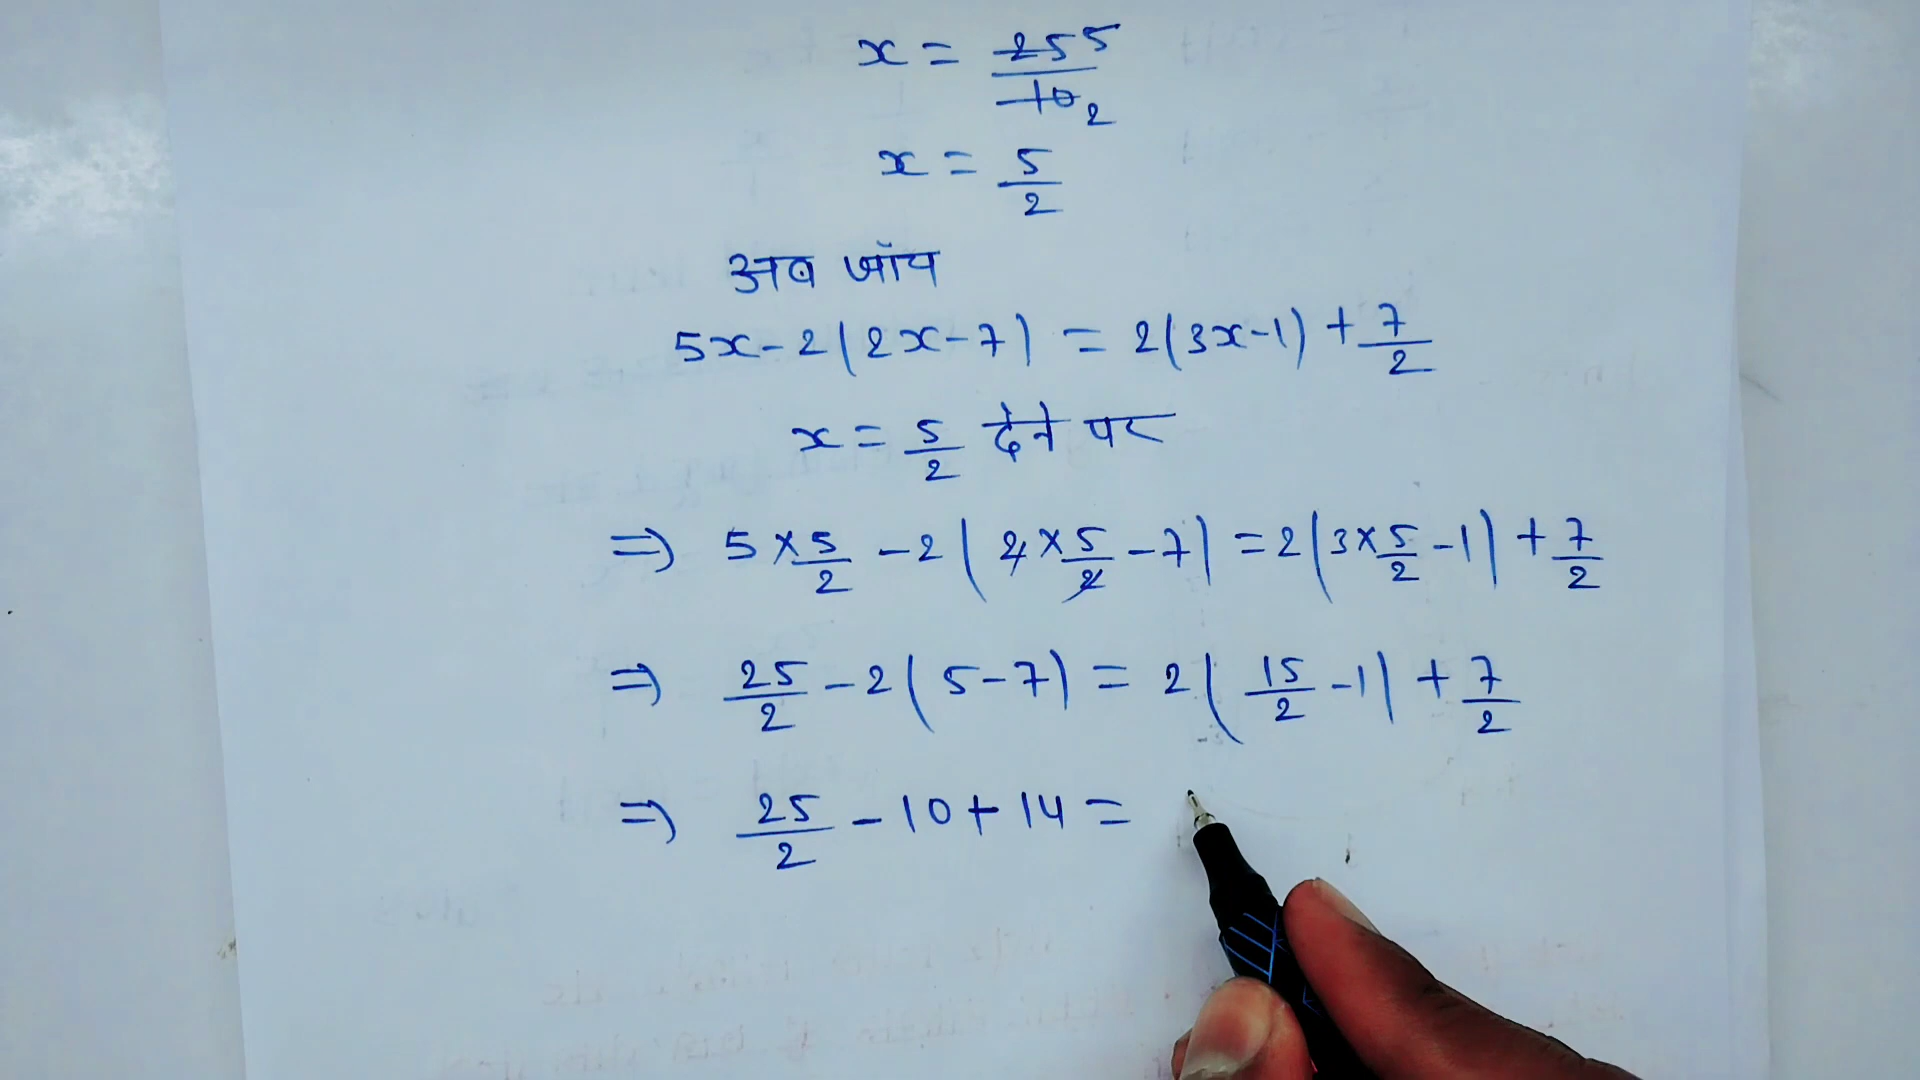 x = 25 5 / 10 2
x = 5/2
अब जॉच
5x - 2(2x - 7) = 2(3x - 1) + 7/2
x = 5/2 देने पर
⇒ 5 × 5/2 - 2(2 × 5/2 - 7) = 2(3 × 5/2 - 1) + 7/2
⇒ 25/2 - 2(5 - 7) = 2(15/2 - 1) + 7/2
⇒ 25/2 - 10 + 14 =